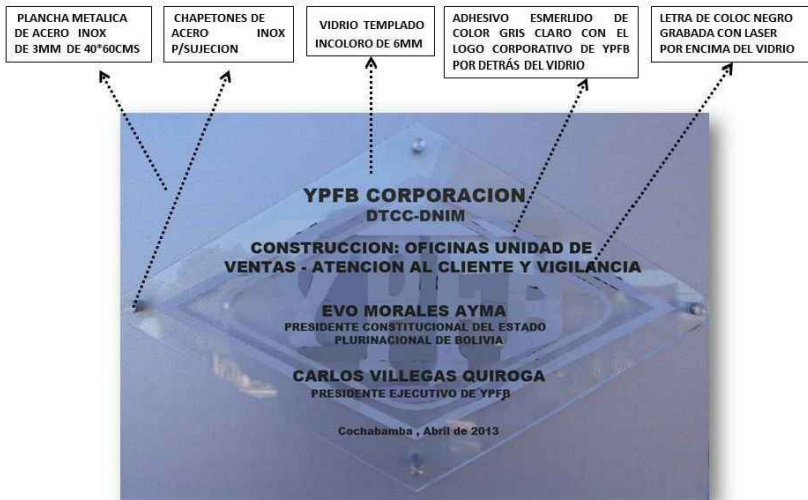 PLANCHA METALICA
DE ACERO INOX
DE 3MM DE 40*60CMS
CHAPETONES DE
ACERO INOX
P/SUJECION
VIDRIO TEMPLADO
INCOLORO DE 6MM
ADHESIVO ESMERLIDO DE
COLOR GRIS CLARO CON EL
LOGO CORPORATIVO DE YPFB
POR DETRÁS DEL VIDRIO
LETRA DE COLOC NEGRO
GRABADA CON LASER
POR ENCIMA DEL VIDRIO
YPFB CORPORACION
DTCC-DNIM
CONSTRUCCION: OFICINAS UNIDAD DE
VENTAS - ATENCION AL CLIENTE Y VIGILANCIA
YPFB
EVO MORALES AYMA
PRESIDENTE CONSTITUCIONAL DEL ESTADO
PLURINACIONAL DE BOLIVIA
CARLOS VILLEGAS QUIROGA
PRESIDENTE EJECUTIVO DE YPFB
Cochabamba , Abril de 2013